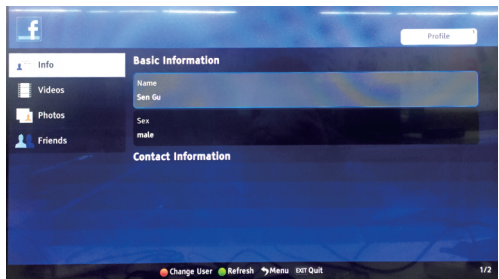 f
Profile
Info
Videos
Photos
Friends
Basic Information
Name
Sen Gu
Sex
male
Contact Information
Change User Refresh Menu EXIT Quit
1/2